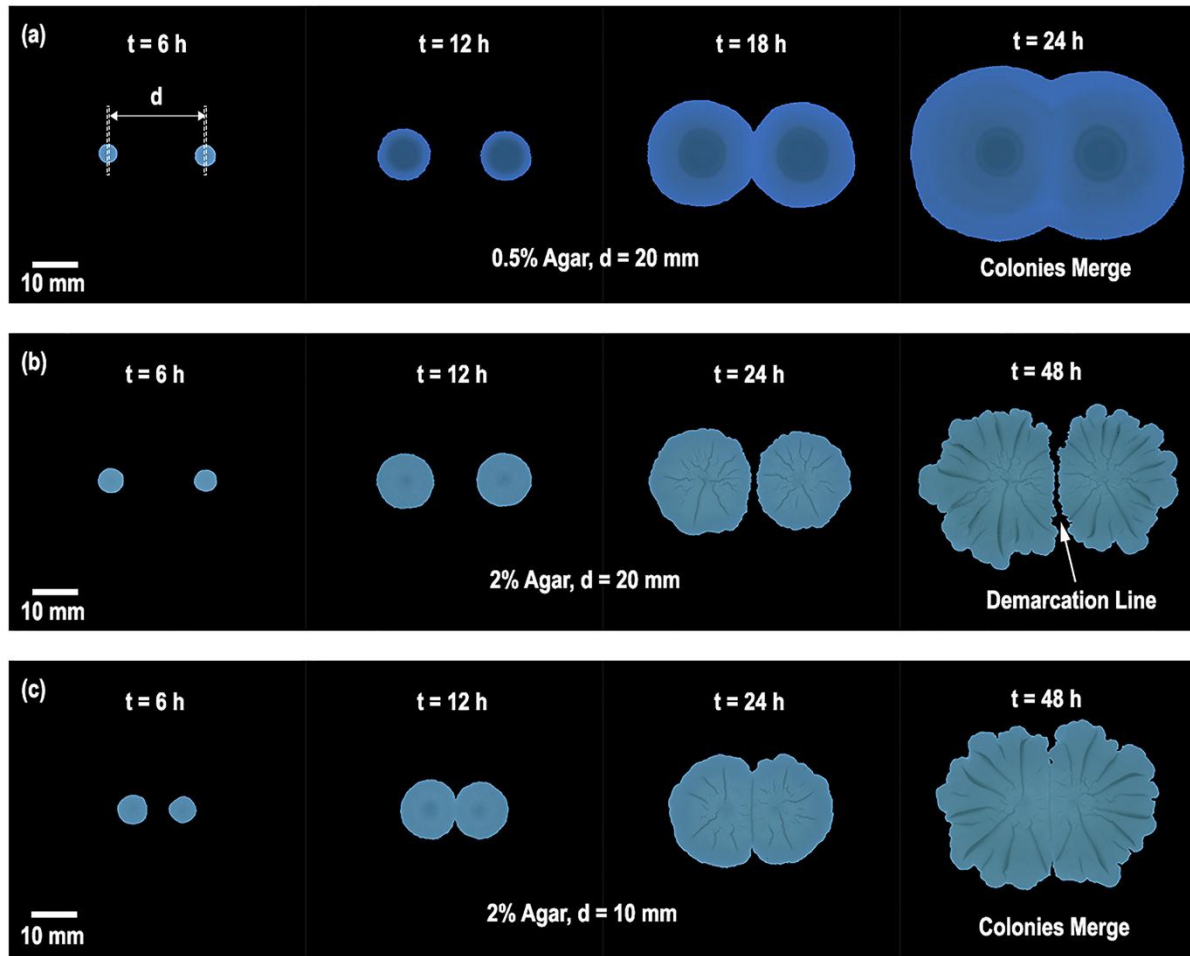 (a)
t = 6 h
t = 12 h
t = 18 h
t = 24 h
d
10 mm
0.5% Agar, d = 20 mm
Colonies Merge
(b)
t = 6 h
t = 12 h
t = 24 h
t = 48 h
10 mm
2% Agar, d = 20 mm
Demarcation Line
(c)
t = 6 h
t = 12 h
t = 24 h
t = 48 h
10 mm
2% Agar, d = 10 mm
Colonies Merge